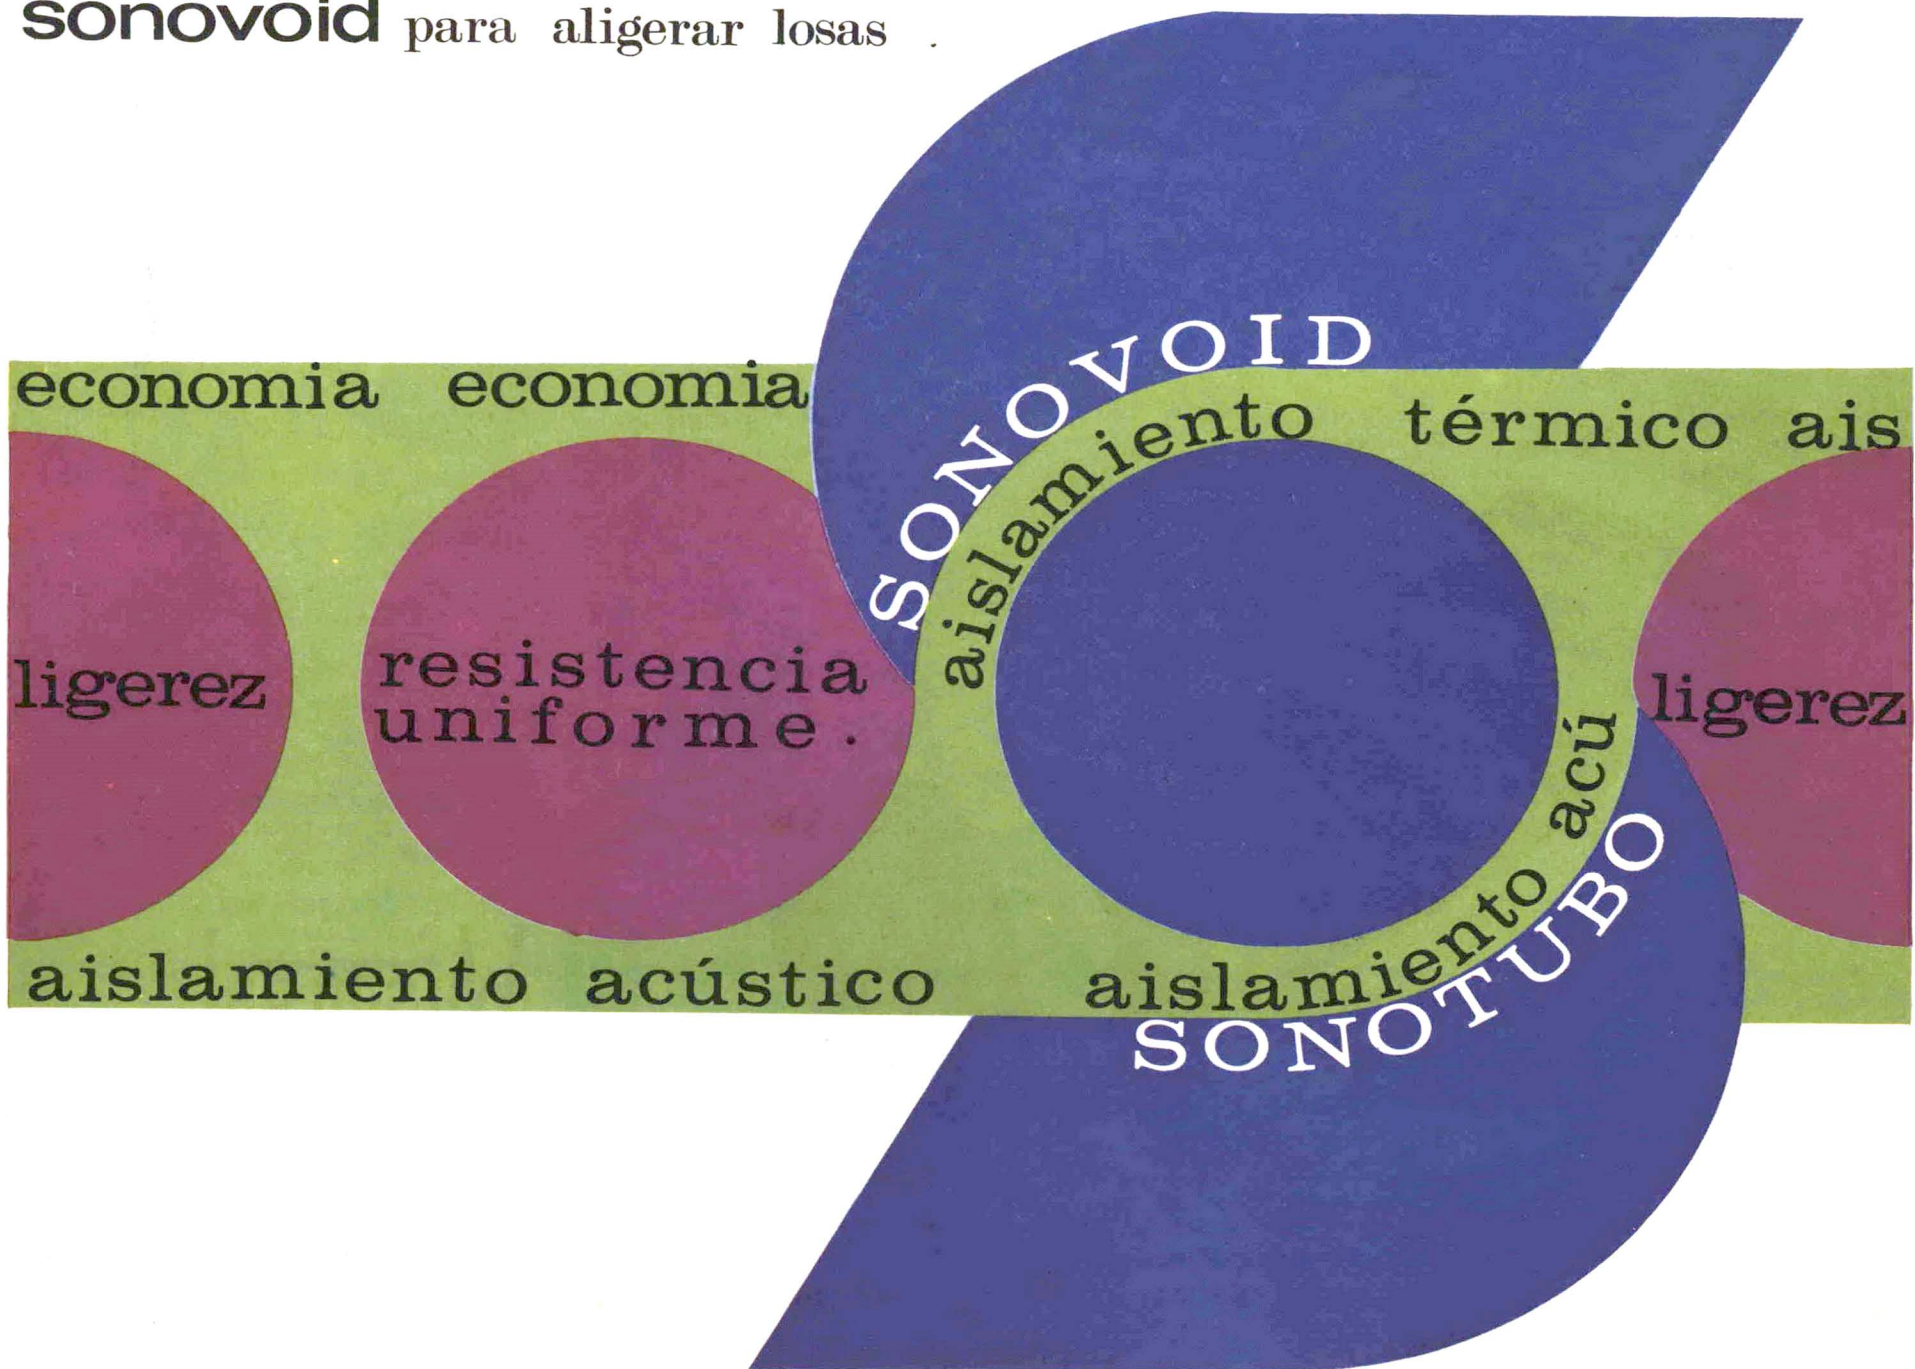 sonovoid para aligerar losas .
SONOVOID
economia economia
aislamiento térmico ais
ligerez
resistencia
uniforme.
ligerez
aislamiento acústico
aislamiento acú
SONOTUBO